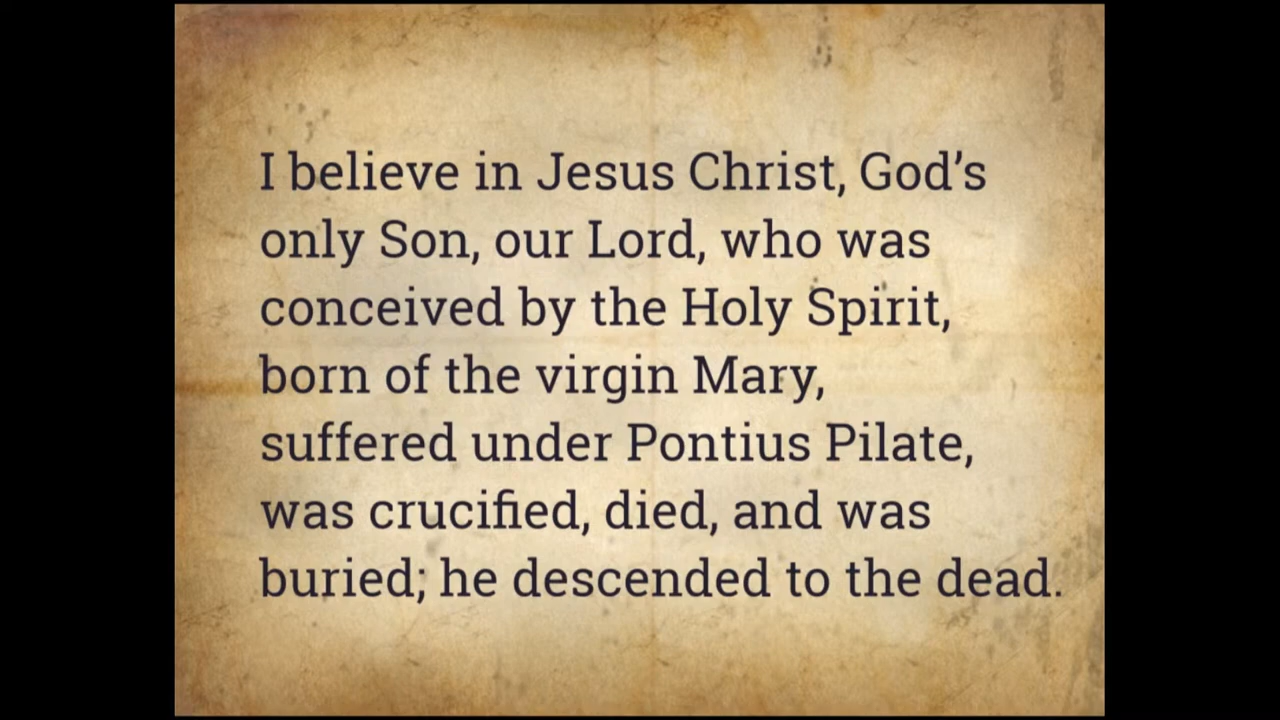 I believe in Jesus Christ, God’s
only Son, our Lord, who was
conceived by the Holy Spirit,
born of the virgin Mary,
suffered under Pontius Pilate,
was crucified, died, and was
buried; he descended to the dead.